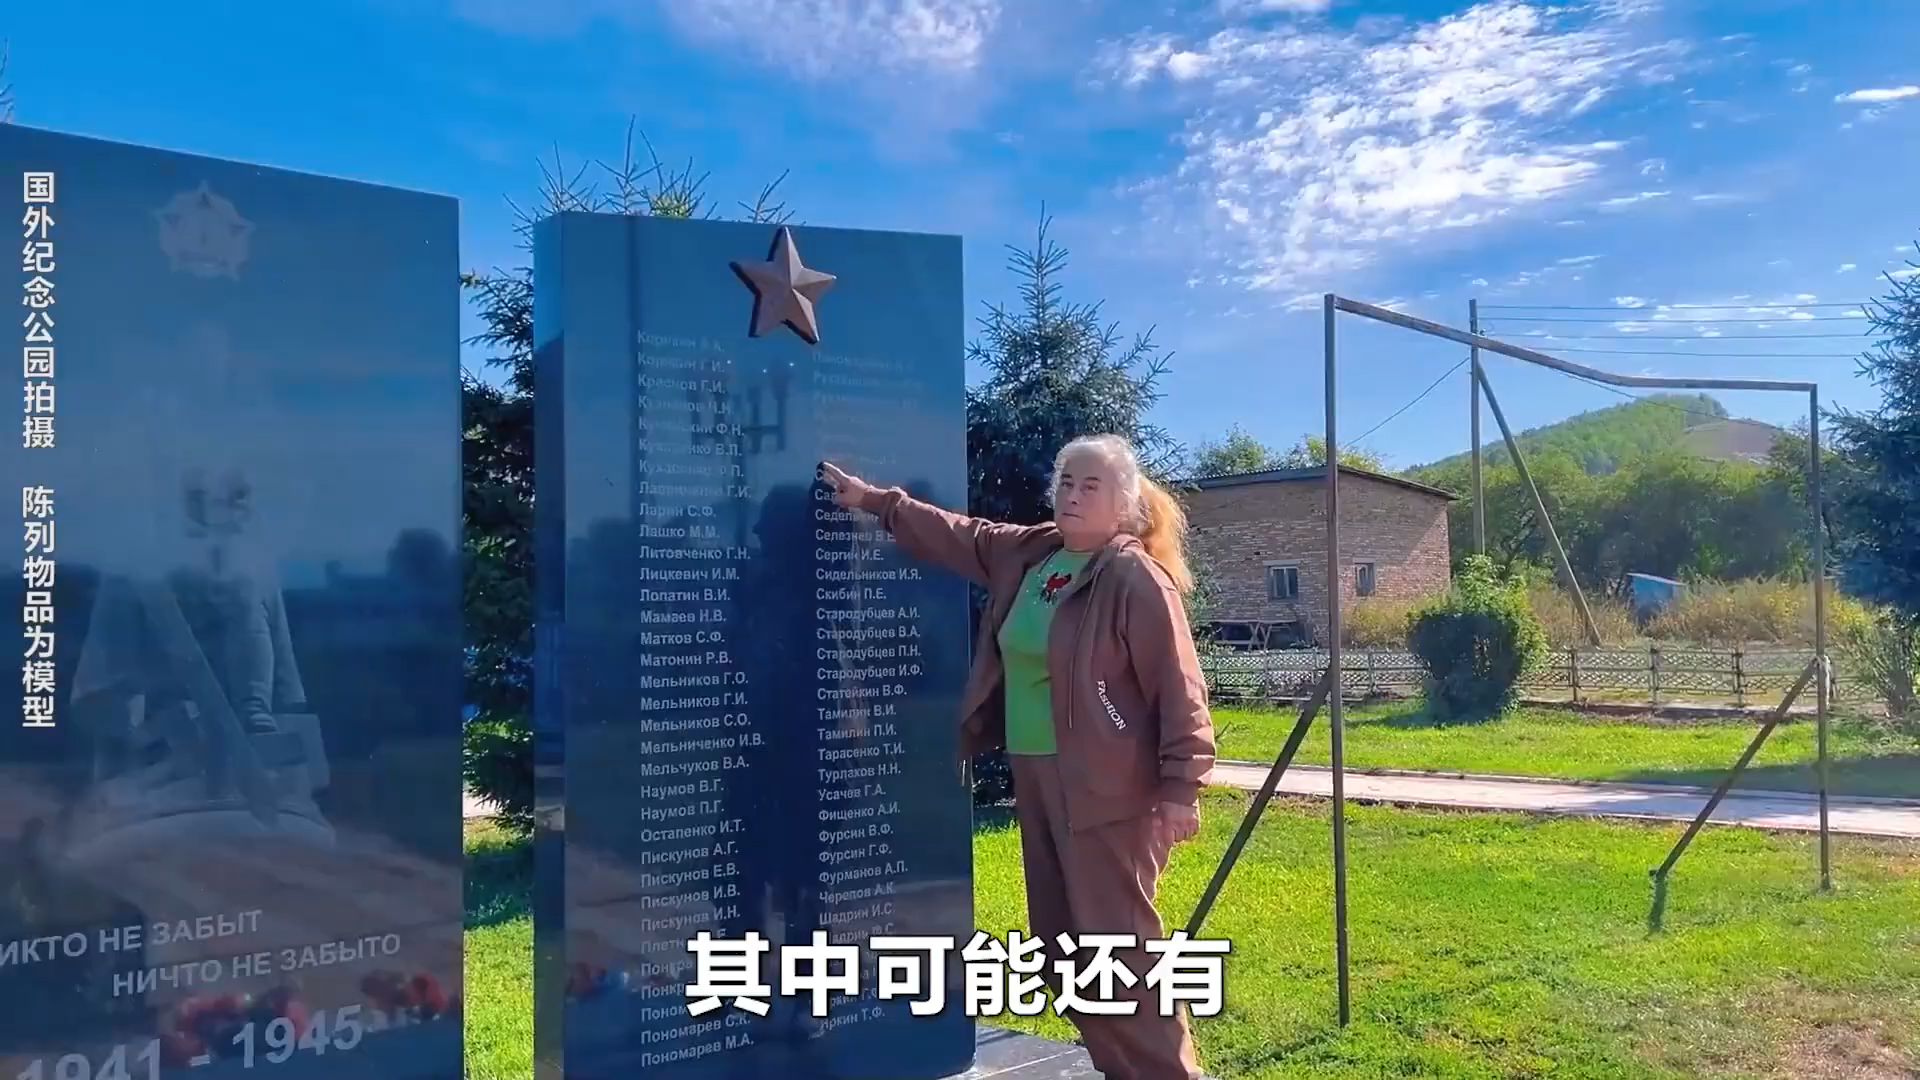 国外纪念公园拍摄 陈列物品为模型
НИКТО НЕ ЗАБЫТ
НИЧТО НЕ ЗАБЫТО
1941 - 1945
Краснов Г.И.
Ларин С.Ф.
Лашко М.М.
Литовченко Г.Н.
Лицкевич И.М.
Лопатин В.И.
Мамаев Н.В.
Матков С.Ф.
Матонин Р.В.
Мельников Г.О.
Мельников Г.И.
Мельников С.О.
Мельниченко И.В.
Мельчуков В.А.
Наумов В.Г.
Наумов П.Г.
Остапенко И.Т.
Пискунов А.Г.
Пискунов Е.В.
Пискунов И.В.
Пискунов И.Н.
Пономарев С.К.
Пономарев М.А.
Селезнев В.Е.
Сергин И.Е.
Сидельников И.Я.
Скибин П.Е.
Стародубцев А.И.
Стародубцев В.А.
Стародубцев П.Н.
Стародубцев И.Ф.
Статейкин В.Ф.
Тамилин В.И.
Тамилин П.И.
Тарасенко Т.И.
Турлаков Н.Н.
Усачев Г.А.
Фищенко А.И.
Фурсин В.Ф.
Фурсин Г.Ф.
Фурманов А.П.
Черепов А.К.
Шадрин И.С.
Яркин Т.Ф.
FASHION
其中可能还有